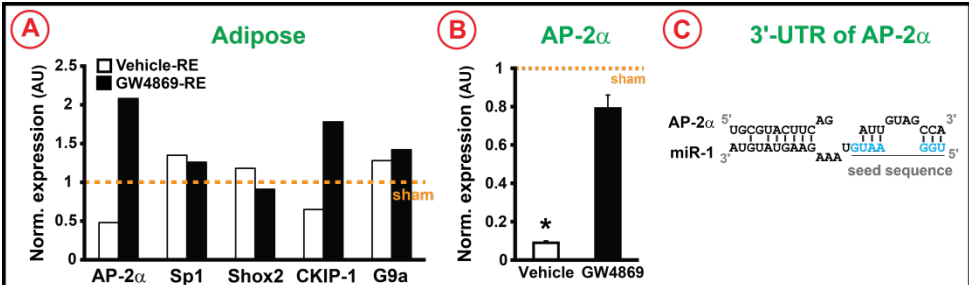 A
Adipose
Norm. expression (AU)
2.5
2
1.5
1
0.5
0
Vehicle-RE
GW4869-RE
sham
AP-2α
Sp1
Shox2
CKIP-1
G9a
B
AP-2α
Norm. expression (AU)
1
0.8
0.6
0.4
0.2
0
sham
*
Vehicle
GW4869
C
3'-UTR of AP-2α
AP-2α
5'
UGCGUACUUC
AG
AUU
GUAG
CCA
3'
miR-1
3'
AUGUAUGAAG
AAA
U
GUAA
GGU
5'
seed sequence